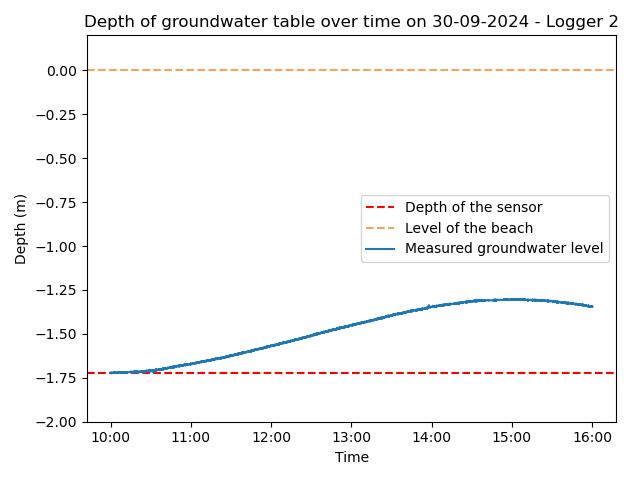 Depth of groundwater table over time on 30-09-2024 - Logger 2
0.00
−0.25
−0.50
−0.75
−1.00
−1.25
−1.50
−1.75
−2.00
Depth (m)
Depth of the sensor
Level of the beach
Measured groundwater level
10:00 11:00 12:00 13:00 14:00 15:00 16:00
Time